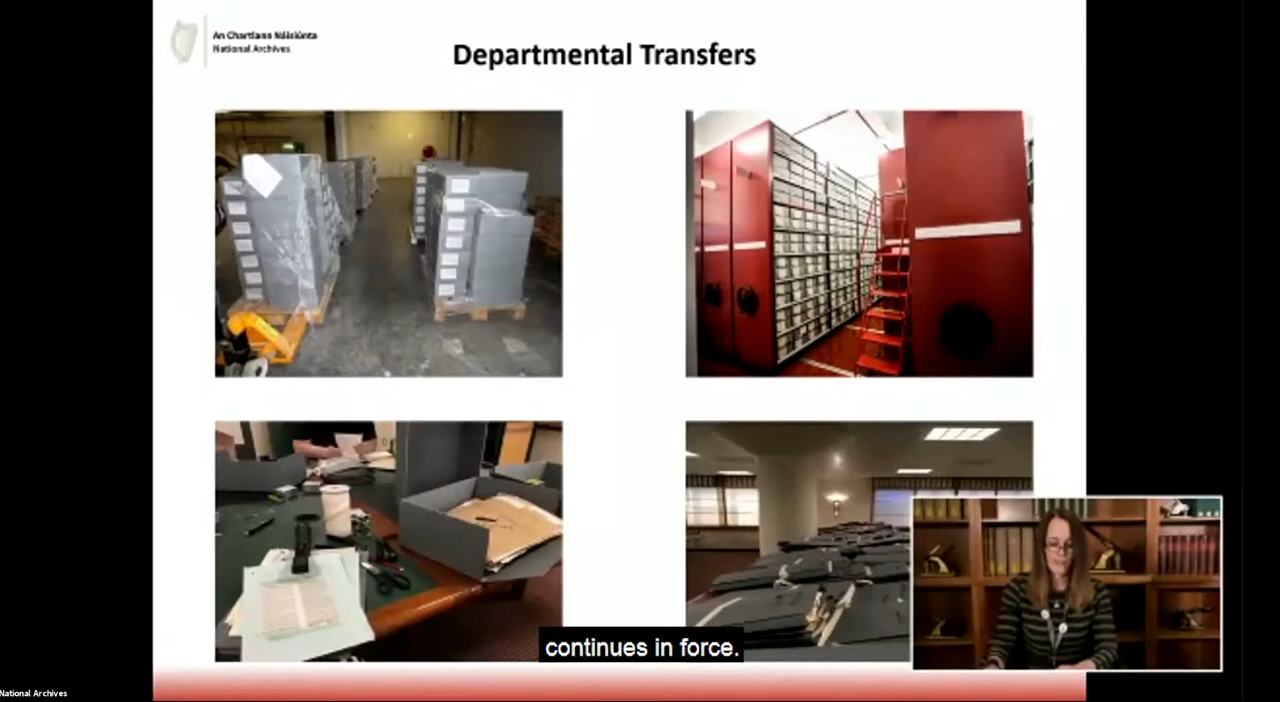 An Chartlann Náisiúnta
National Archives
Departmental Transfers
continues in force.
National Archives